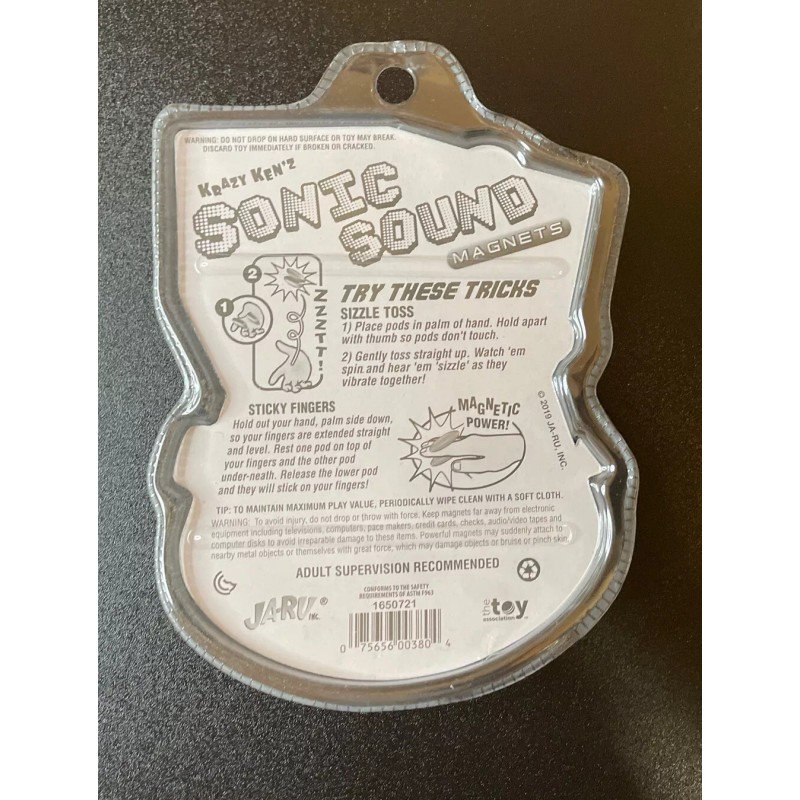 WARNING: DO NOT DROP ON HARD SURFACE OR TOY MAY BREAK.
DISCARD TOY IMMEDIATELY IF BROKEN OR CRACKED.
KRAZY KEN'Z
SONIC
SOUND
MAGNETS
TRY THESE TRICKS
SIZZLE TOSS
1) Place pods in palm of hand. Hold apart
with thumb so pods don't touch.
2) Gently toss straight up. Watch 'em
spin and hear 'em 'sizzle' as they
vibrate together!
1
2
ZZZTT!
STICKY FINGERS
Hold out your hand, palm side down,
so your fingers are extended straight
and level. Rest one pod on top of
your fingers and the other pod
under-neath. Release the lower pod
and they will stick on your fingers!
MAGNETIC
POWER!
© 2019 JA-RU, INC.
TIP: TO MAINTAIN MAXIMUM PLAY VALUE, PERIODICALLY WIPE CLEAN WITH A SOFT CLOTH.
WARNING: To avoid injury, do not drop or throw with force. Keep magnets far away from electronic
equipment including televisions, computers, pace makers, credit cards, checks, audio/video tapes and
computer disks to avoid irreparable damage to these items. Powerful magnets may suddenly attach to
nearby metal objects or themselves with great force, which may damage objects or bruise or pinch skin.
ADULT SUPERVISION RECOMMENDED
JA-RU® INC.
CONFORMS TO THE SAFETY
REQUIREMENTS OF ASTM F963
1650721
0 75656 00380 4
the toy
association